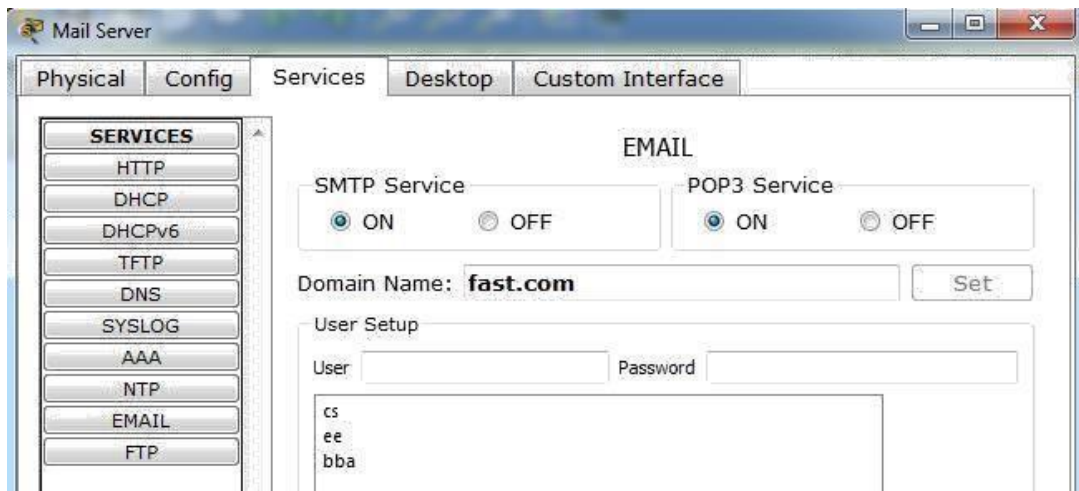 Mail Server
Physical Config Services Desktop Custom Interface
SERVICES
HTTP
DHCP
DHCPv6
TFTP
DNS
SYSLOG
AAA
NTP
EMAIL
FTP
EMAIL
SMTP Service POP3 Service
ON OFF ON OFF
Domain Name: fast.com Set
User Setup
User Password
cs
ee
bba